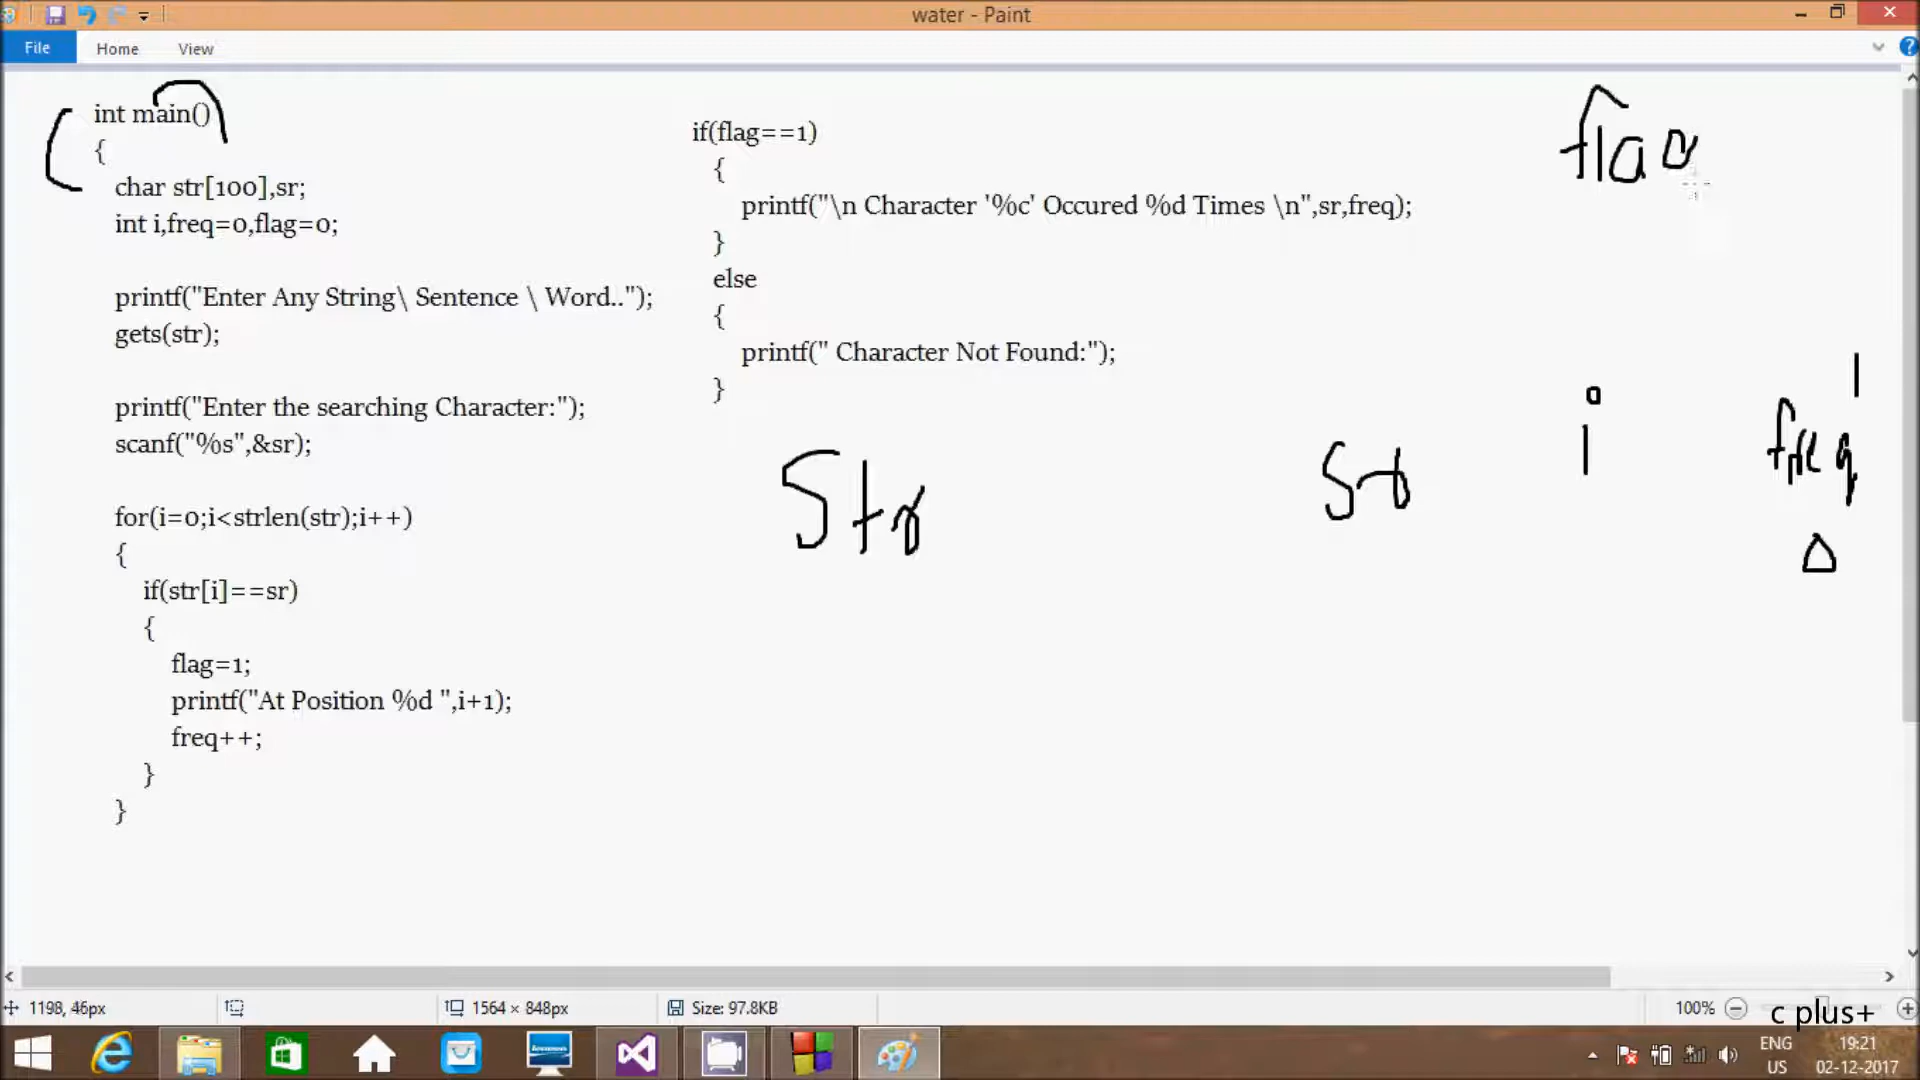 water - Paint
File Home View
int main()
{
char str[100],sr;
int i,freq=0,flag=0;
printf("Enter Any String\ Sentence \ Word..");
gets(str);
printf("Enter the searching Character:");
scanf("%s",&sr);
for(i=0;i<strlen(str);i++)
{
if(str[i]==sr)
{
flag=1;
printf("At Position %d ",i+1);
freq++;
}
}
if(flag==1)
{
printf("\n Character '%c' Occured %d Times \n",sr,freq);
}
else
{
printf(" Character Not Found:");
}
Str
i
freq
1198, 46px
1564 × 848px
Size: 97.8KB
100%
c plus+
ENG
US
19:21
02-12-2017